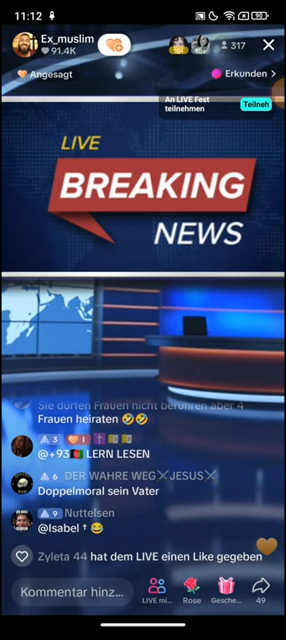 11:12
90
Ex_muslim
91.4K
317
Angesagt
Erkunden >
An LIVE Fest
teilnehmen
Teilneh
LIVE
BREAKING
NEWS
Sie dürfen Frauen nicht berühren aber 4
Frauen heiraten 🤣🤣
3 1
@+93🇦🇫 LERN LESEN
6 DER WAHRE WEG⚔JESUS⚔
Doppelmoral sein Vater
9 Nuttelsen
@Isabel † 😂
Zyleta 44 hat dem LIVE einen Like gegeben
Kommentar hinz...
LIVE mi...
Rose
Gesche...
49